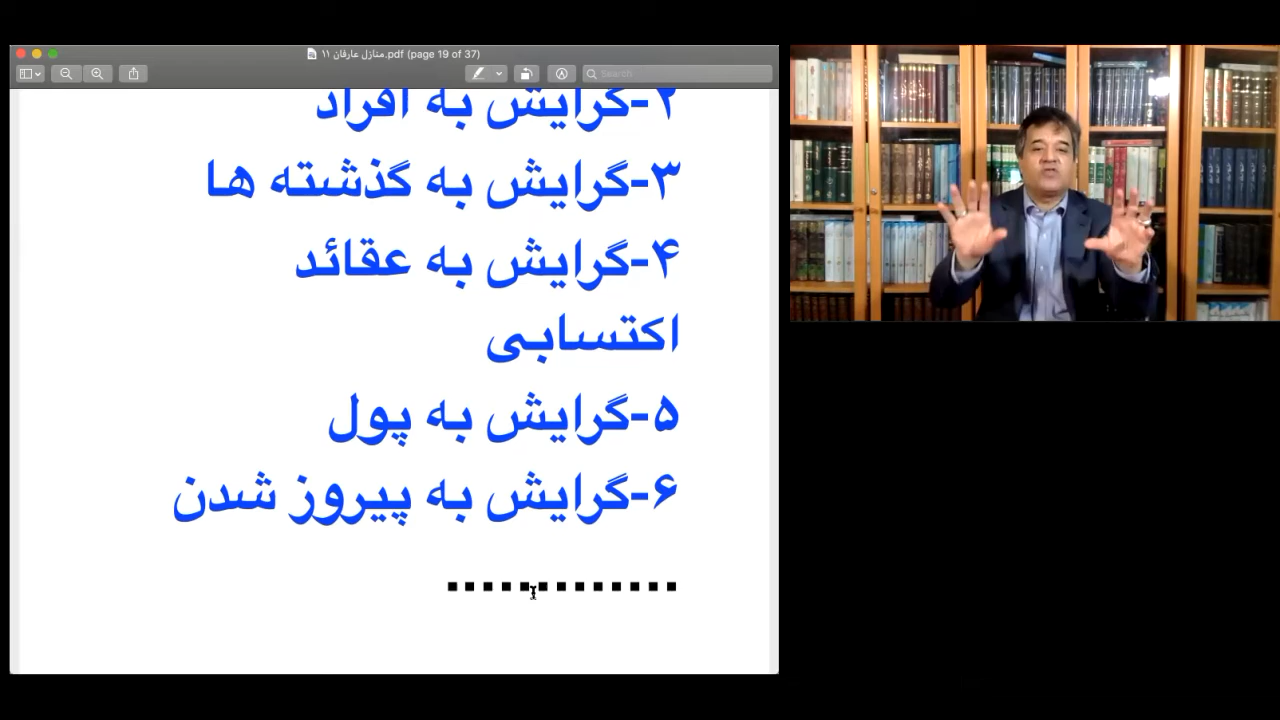 منازل عارفان ۱۱.pdf (page 19 of 37)
Search
۲-گرایش به افراد
۳-گرایش به گذشته ها
۴-گرایش به عقائد
اکتسابی
۵-گرایش به پول
۶-گرایش به پیروز شدن
.............